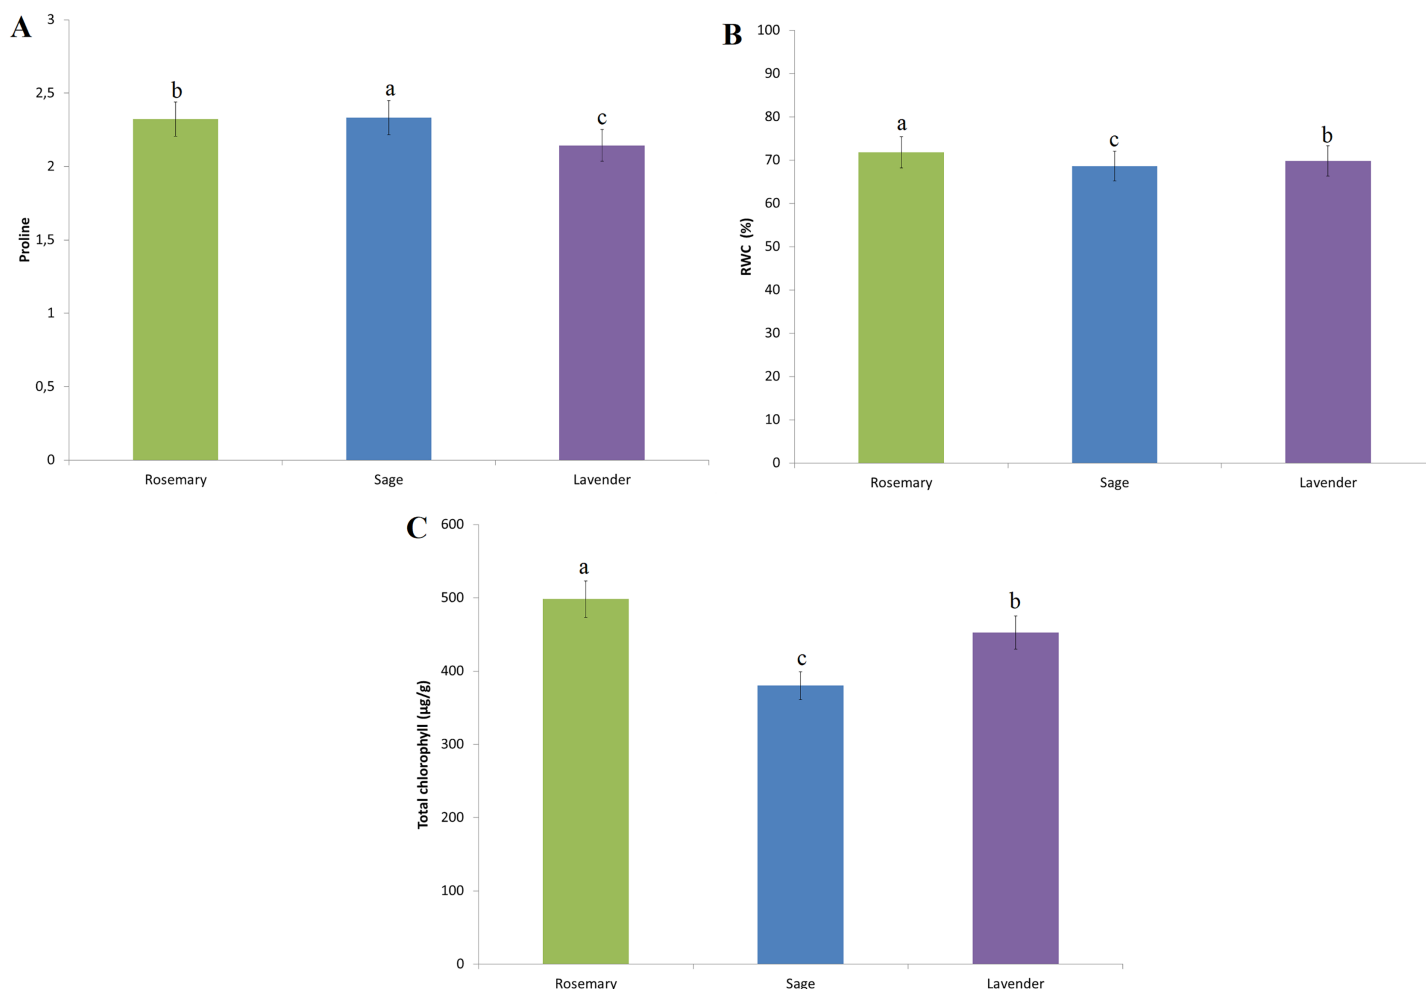 A
3
2,5
2
1,5
1
0,5
0
Proline
b
a
c
Rosemary
Sage
Lavender
B
100
90
80
70
60
50
40
30
20
10
0
RWC (%)
a
c
b
Rosemary
Sage
Lavender
C
600
500
400
300
200
100
0
Total chlorophyll (µg/g)
a
c
b
Rosemary
Sage
Lavender